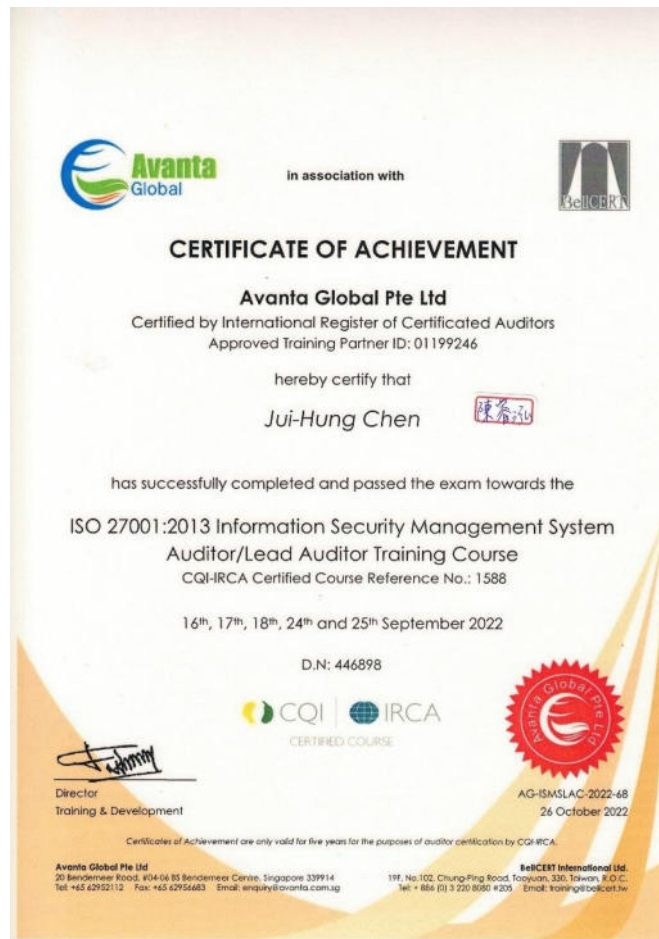 Avanta
Global
in association with
BellCERT
CERTIFICATE OF ACHIEVEMENT
Avanta Global Pte Ltd
Certified by International Register of Certificated Auditors
Approved Training Partner ID: 01199246
hereby certify that
Jui-Hung Chen
陳睿泓
has successfully completed and passed the exam towards the
ISO 27001:2013 Information Security Management System
Auditor/Lead Auditor Training Course
CQI-IRCA Certified Course Reference No.: 1588
16th, 17th, 18th, 24th and 25th September 2022
D.N: 446898
CQI IRCA
CERTIFIED COURSE
Avanta Global Pte Ltd
Director
Training & Development
AG-ISMSLAC-2022-68
26 October 2022
Certificates of Achievement are only valid for five years for the purposes of auditor certification by CQI-IRCA.
Avanta Global Pte Ltd
20 Bendemeer Road, #04-06 BS Bendemeer Centre, Singapore 339914
Tel: +65 62952112 Fax: +65 62956683 Email: enquiry@avanta.com.sg
BellCERT International Ltd.
19F, No.102, Chung-Ping Road, Taoyuan, 330, Taiwan, R.O.C.
Tel: + 886 (0) 3 220 8080 #205 Email: training@bellcert.tw